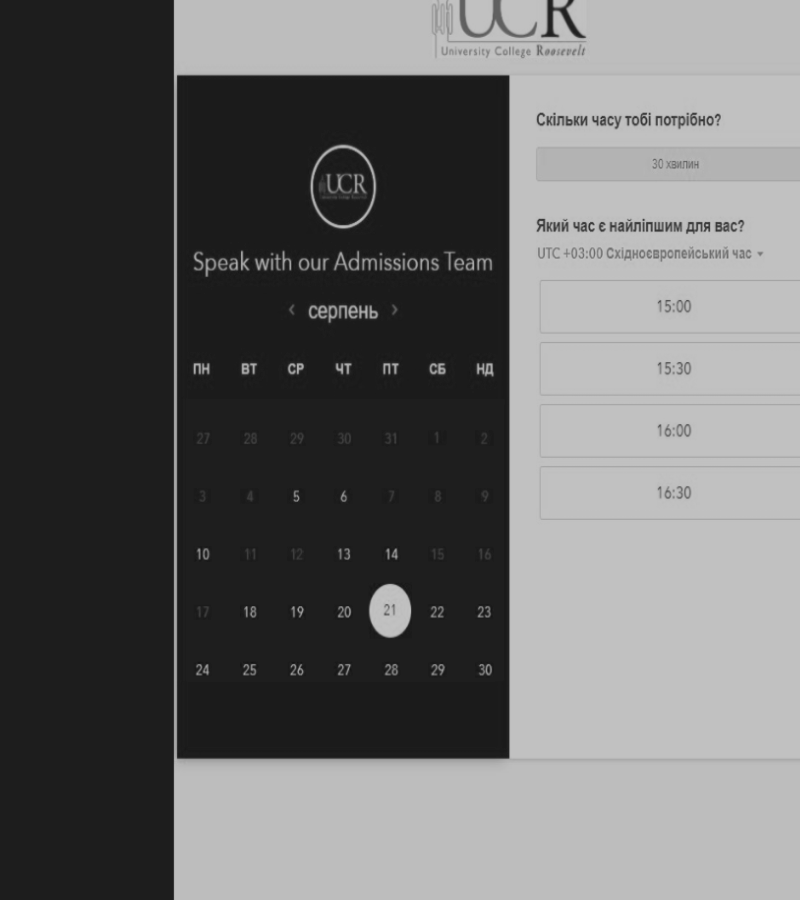 UCR
University College Roosevelt
UCR
Speak with our Admissions Team
‹ серпень ›
ПН ВТ СР ЧТ ПТ СБ НД
27 28 29 30 31 1 2
3 4 5 6 7 8 9
10 11 12 13 14 15 16
17 18 19 20 21 22 23
24 25 26 27 28 29 30
Скільки часу тобі потрібно?
30 хвилин
Який час є найліпшим для вас?
UTC +03:00 Східноєвропейський час
15:00
15:30
16:00
16:30